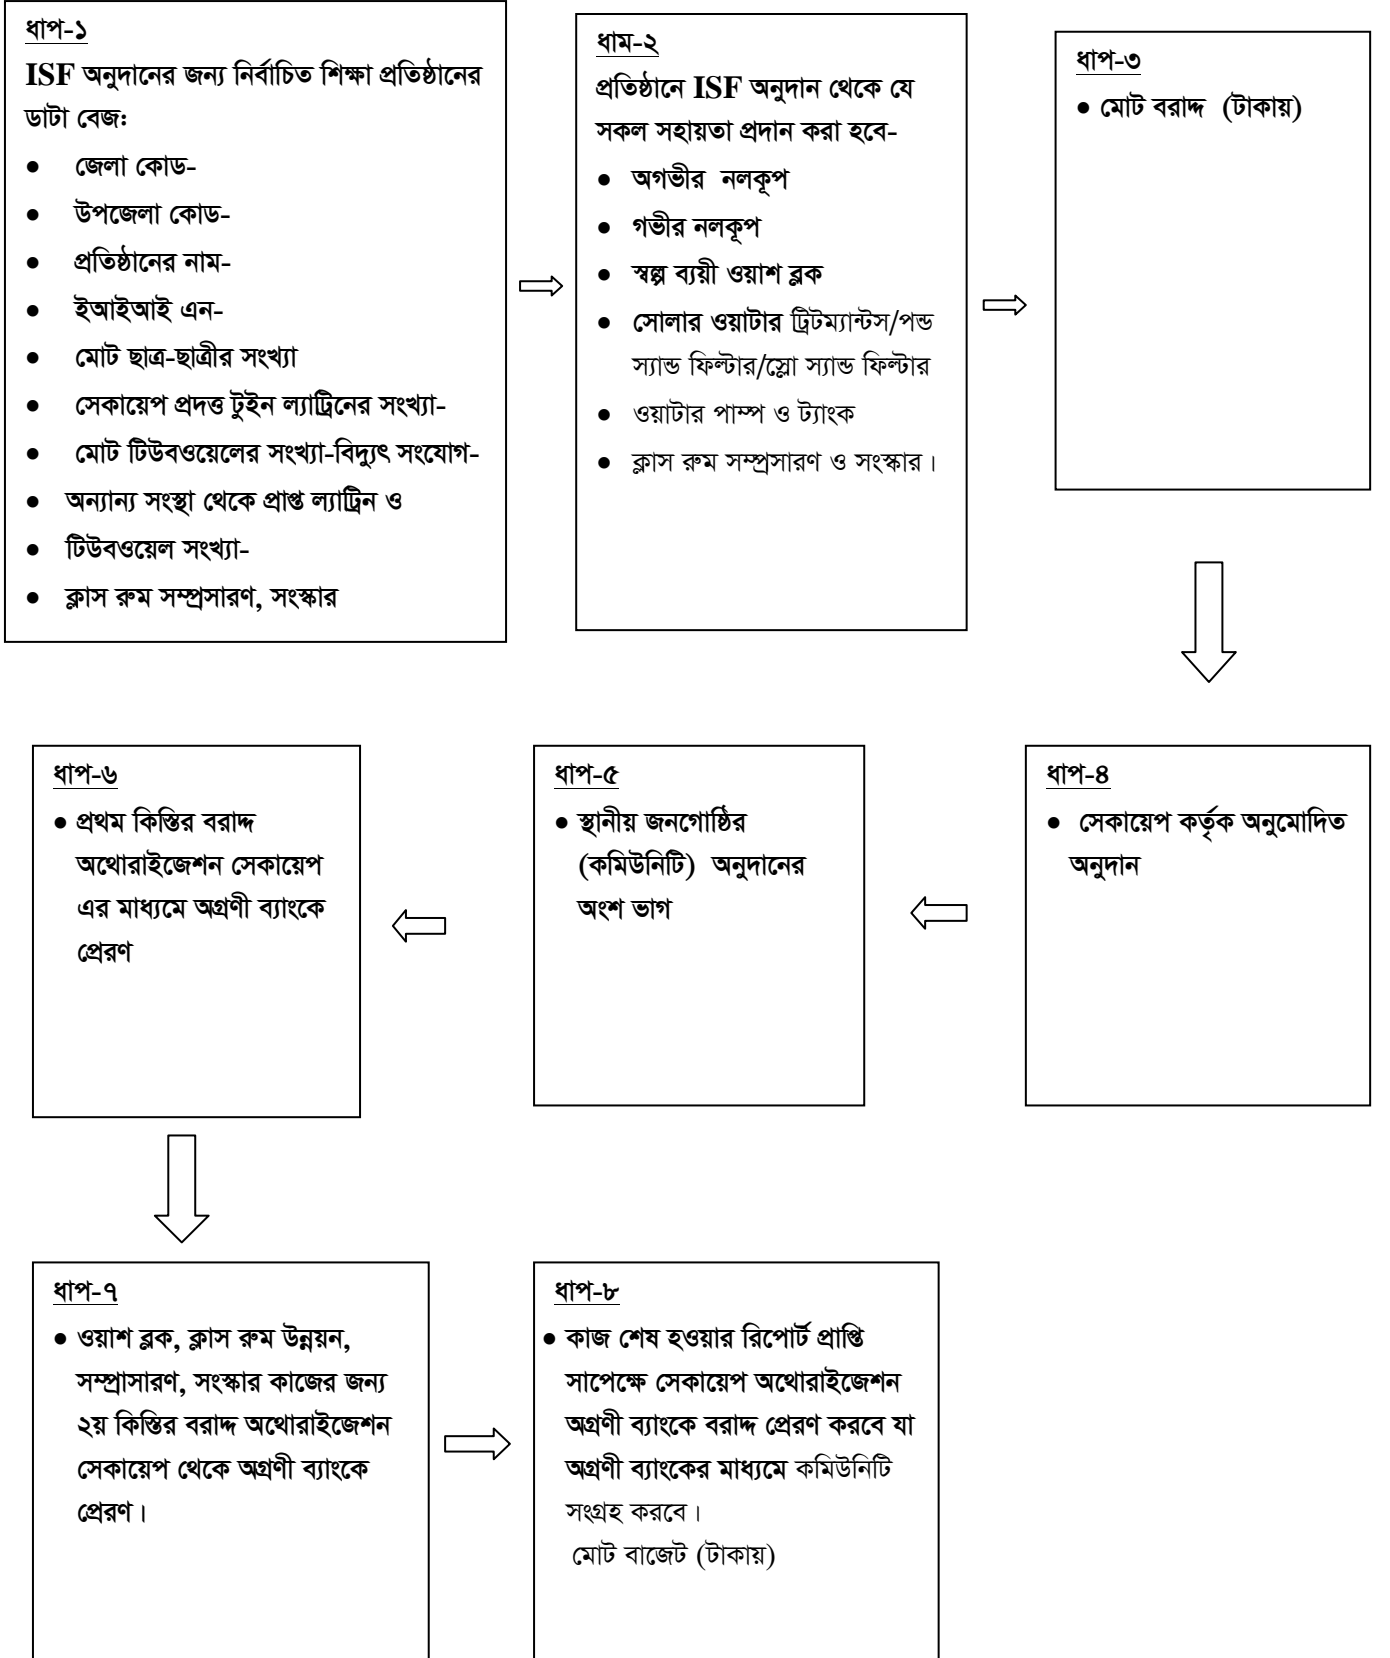 ধাপ-১
ISF অনুদানের জন্য নির্বাচিত শিক্ষা প্রতিষ্ঠানের
ডাটা বেজঃ
● জেলা কোড-
● উপজেলা কোড-
● প্রতিষ্ঠানের নাম-
● ইআইআই এন-
● মোট ছাত্র-ছাত্রীর সংখ্যা
● সেকায়েপ প্রদত্ত টুইন ল্যাট্রিনের সংখ্যা-
● মোট টিউবওয়েলের সংখ্যা-বিদ্যুৎ সংযোগ-
● অন্যান্য সংস্থা থেকে প্রাপ্ত ল্যাট্রিন ও
● টিউবওয়েল সংখ্যা-
● ক্লাস রুম সম্প্রসারণ, সংস্কার
ধাম-২
প্রতিষ্ঠানে ISF অনুদান থেকে যে
সকল সহায়তা প্রদান করা হবে-
● অগভীর নলকূপ
● গভীর নলকূপ
● স্বল্প ব্যয়ী ওয়াশ ব্লক
● সোলার ওয়াটার ট্রিটম্যান্টস/পন্ড
স্যান্ড ফিল্টার/স্লো স্যান্ড ফিল্টার
● ওয়াটার পাম্প ও ট্যাংক
● ক্লাস রুম সম্প্রসারণ ও সংস্কার।
ধাপ-৩
● মোট বরাদ্দ (টাকায়)
ধাপ-৪
● সেকায়েপ কর্তৃক অনুমোদিত
অনুদান
ধাপ-৫
● স্থানীয় জনগোষ্ঠির
(কমিউনিটি) অনুদানের
অংশ ভাগ
ধাপ-৬
● প্রথম কিস্তির বরাদ্দ
অথোরাইজেশন সেকায়েপ
এর মাধ্যমে অগ্রণী ব্যাংকে
প্রেরণ
ধাপ-৭
● ওয়াশ ব্লক, ক্লাস রুম উন্নয়ন,
সম্প্রাসারণ, সংস্কার কাজের জন্য
২য় কিস্তির বরাদ্দ অথোরাইজেশন
সেকায়েপ থেকে অগ্রণী ব্যাংকে
প্রেরণ।
ধাপ-৮
● কাজ শেষ হওয়ার রিপোর্ট প্রাপ্তি
সাপেক্ষে সেকায়েপ অথোরাইজেশন
অগ্রণী ব্যাংকে বরাদ্দ প্রেরণ করবে যা
অগ্রণী ব্যাংকের মাধ্যমে কমিউনিটি
সংগ্রহ করবে।
মোট বাজেট (টাকায়)